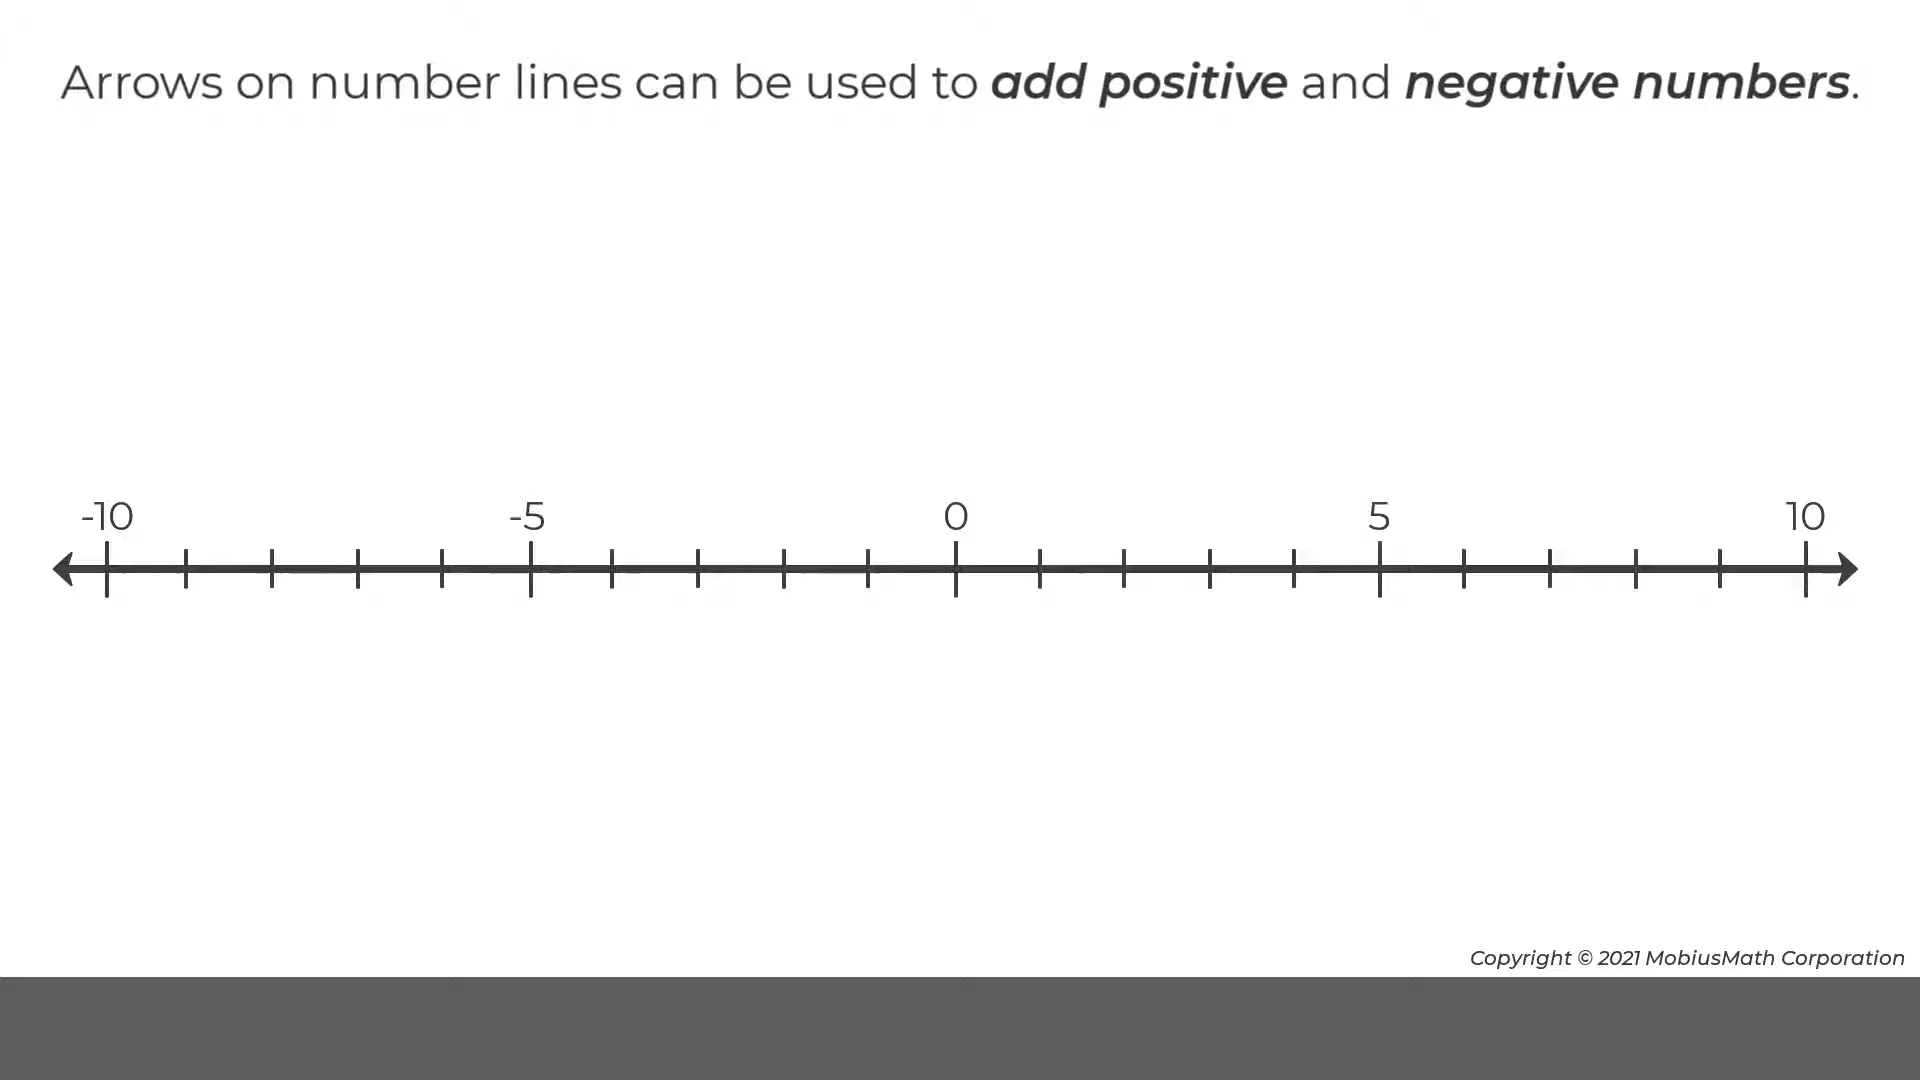 Arrows on number lines can be used to add positive and negative numbers.
-10 -5 0 5 10
Copyright © 2021 MobiusMath Corporation